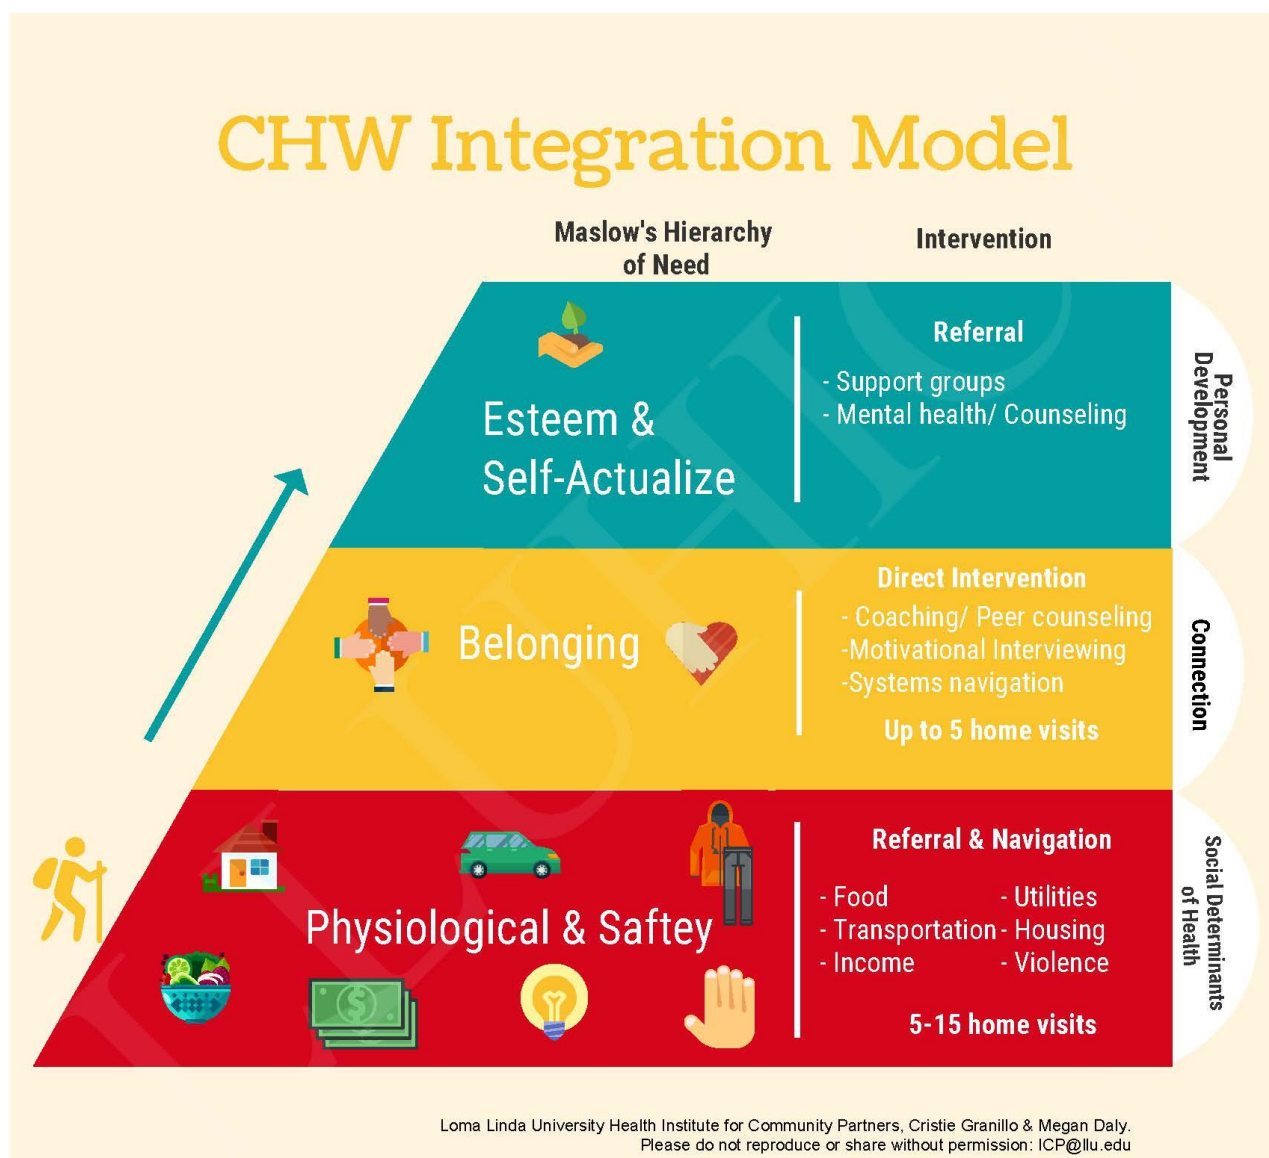 CHW Integration Model
Maslow's Hierarchy
of Need
Intervention
Esteem &
Self-Actualize
Referral
- Support groups
- Mental health/ Counseling
Personal
Development
Belonging
Direct Intervention
- Coaching/ Peer counseling
-Motivational Interviewing
-Systems navigation
Up to 5 home visits
Connection
Physiological & Saftey
Referral & Navigation
- Food
- Utilities
- Transportation
- Housing
- Income
- Violence
5-15 home visits
Social Determinants
of Health
Loma Linda University Health Institute for Community Partners, Cristie Granillo & Megan Daly.
Please do not reproduce or share without permission: ICP@llu.edu